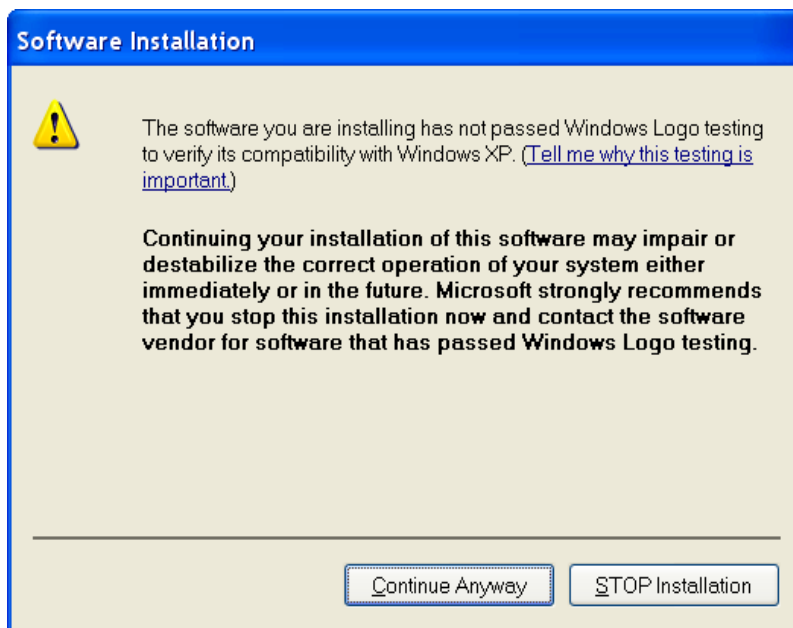 Software Installation
The software you are installing has not passed Windows Logo testing
to verify its compatibility with Windows XP. (Tell me why this testing is
important.)
Continuing your installation of this software may impair or
destabilize the correct operation of your system either
immediately or in the future. Microsoft strongly recommends
that you stop this installation now and contact the software
vendor for software that has passed Windows Logo testing.
Continue Anyway
STOP Installation